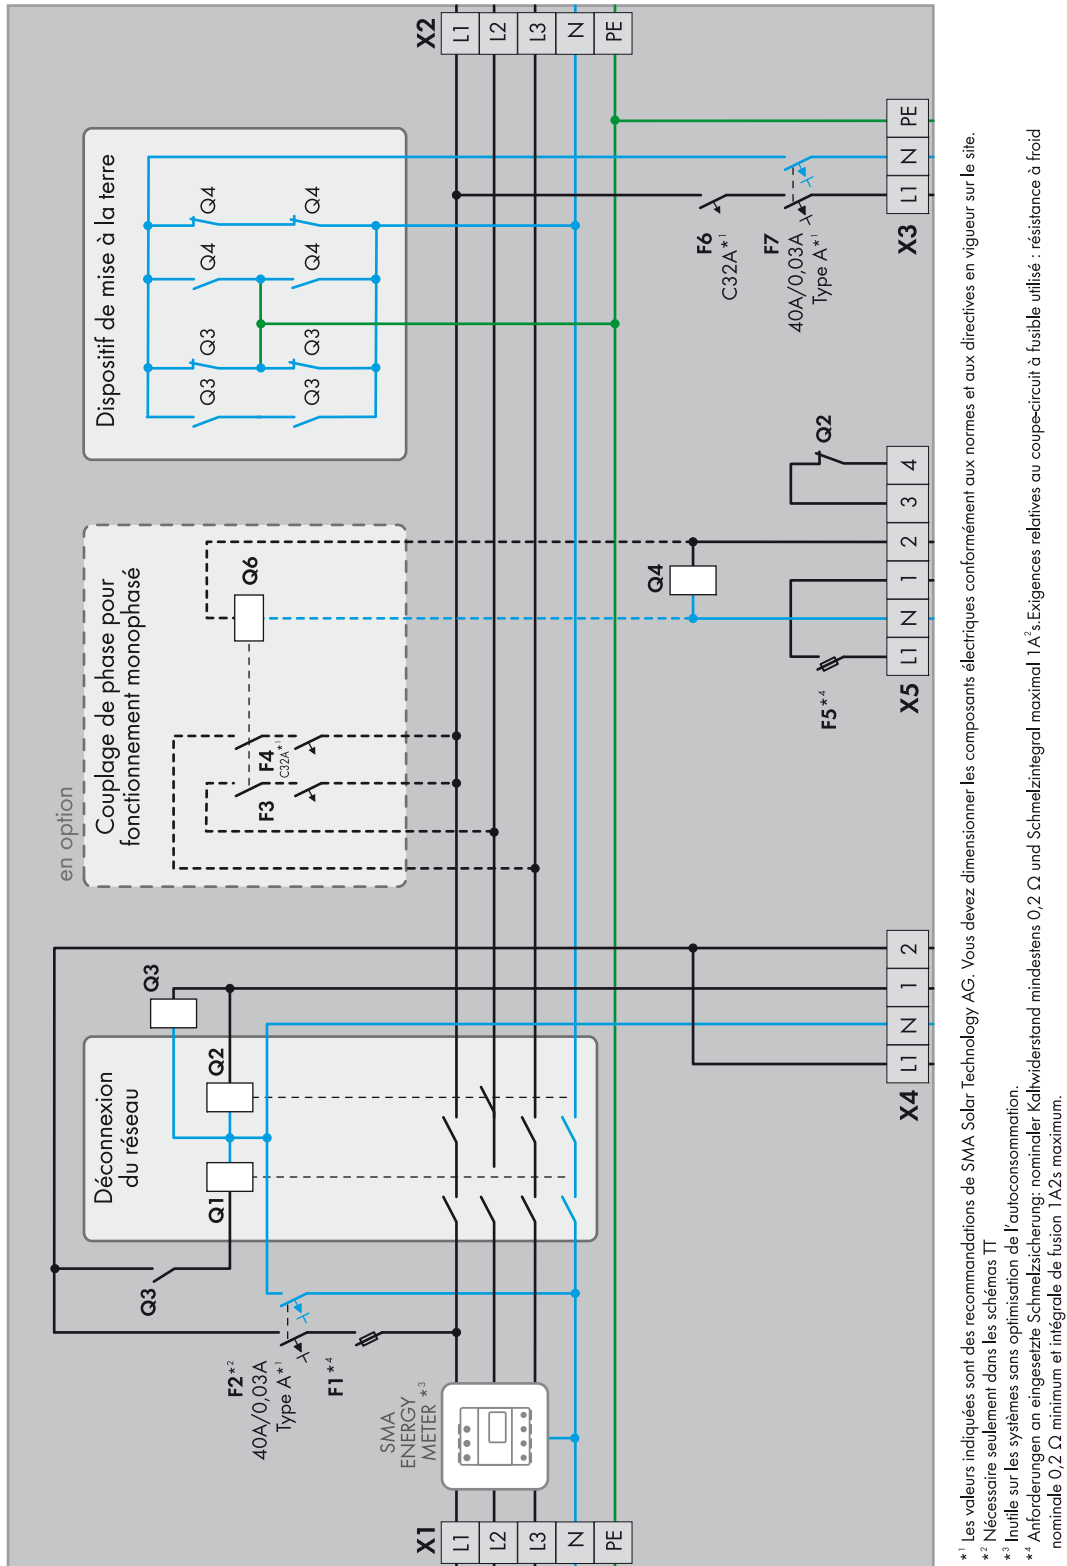 X1
L1
L2
L3
N
PE
SMA
ENERGY
METER *3
F2*2
40A/0,03A
Type A*1
F1*4
Q3
Déconnexion
du réseau
Q1
Q2
Q3
X4
L1
N
1
2
en option
Couplage de phase pour
fonctionnement monophasé
F3
F4
C32A*1
Q6
F5*4
Q4
X5
L1
N
1
2
3
4
Q2
Dispositif de mise à la terre
Q3
Q3
Q4
Q4
Q3
Q3
Q4
Q4
F6
C32A*1
F7
40A/0,03A
Type A*1
X3
L1
N
PE
X2
L1
L2
L3
N
PE
*1 Les valeurs indiquées sont des recommandations de SMA Solar Technology AG. Vous devez dimensionner les composants électriques conformément aux normes et aux directives en vigueur sur le site.
*2 Nécessaire seulement dans les schémas TT
*3 Inutile sur les systèmes sans optimisation de l'autoconsommation.
*4 Anforderungen an eingesetzte Schmelzsicherung: nominaler Kaltwiderstand mindestens 0,2 Ω und Schmelzintegral maximal 1A²s.Exigences relatives au coupe-circuit à fusible utilisé : résistance à froid
nominale 0,2 Ω minimum et intégrale de fusion 1A2s maximum.